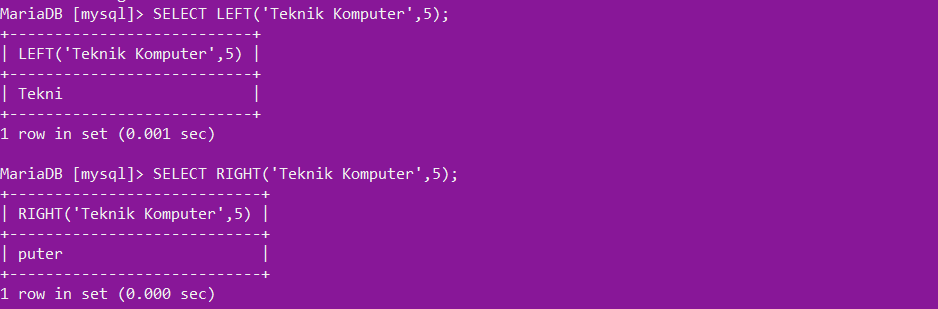 MariaDB [mysql]> SELECT LEFT('Teknik Komputer',5);
+---------------------------+
| LEFT('Teknik Komputer',5) |
+---------------------------+
| Tekni                     |
+---------------------------+
1 row in set (0.001 sec)

MariaDB [mysql]> SELECT RIGHT('Teknik Komputer',5);
+----------------------------+
| RIGHT('Teknik Komputer',5) |
+----------------------------+
| puter                      |
+----------------------------+
1 row in set (0.000 sec)